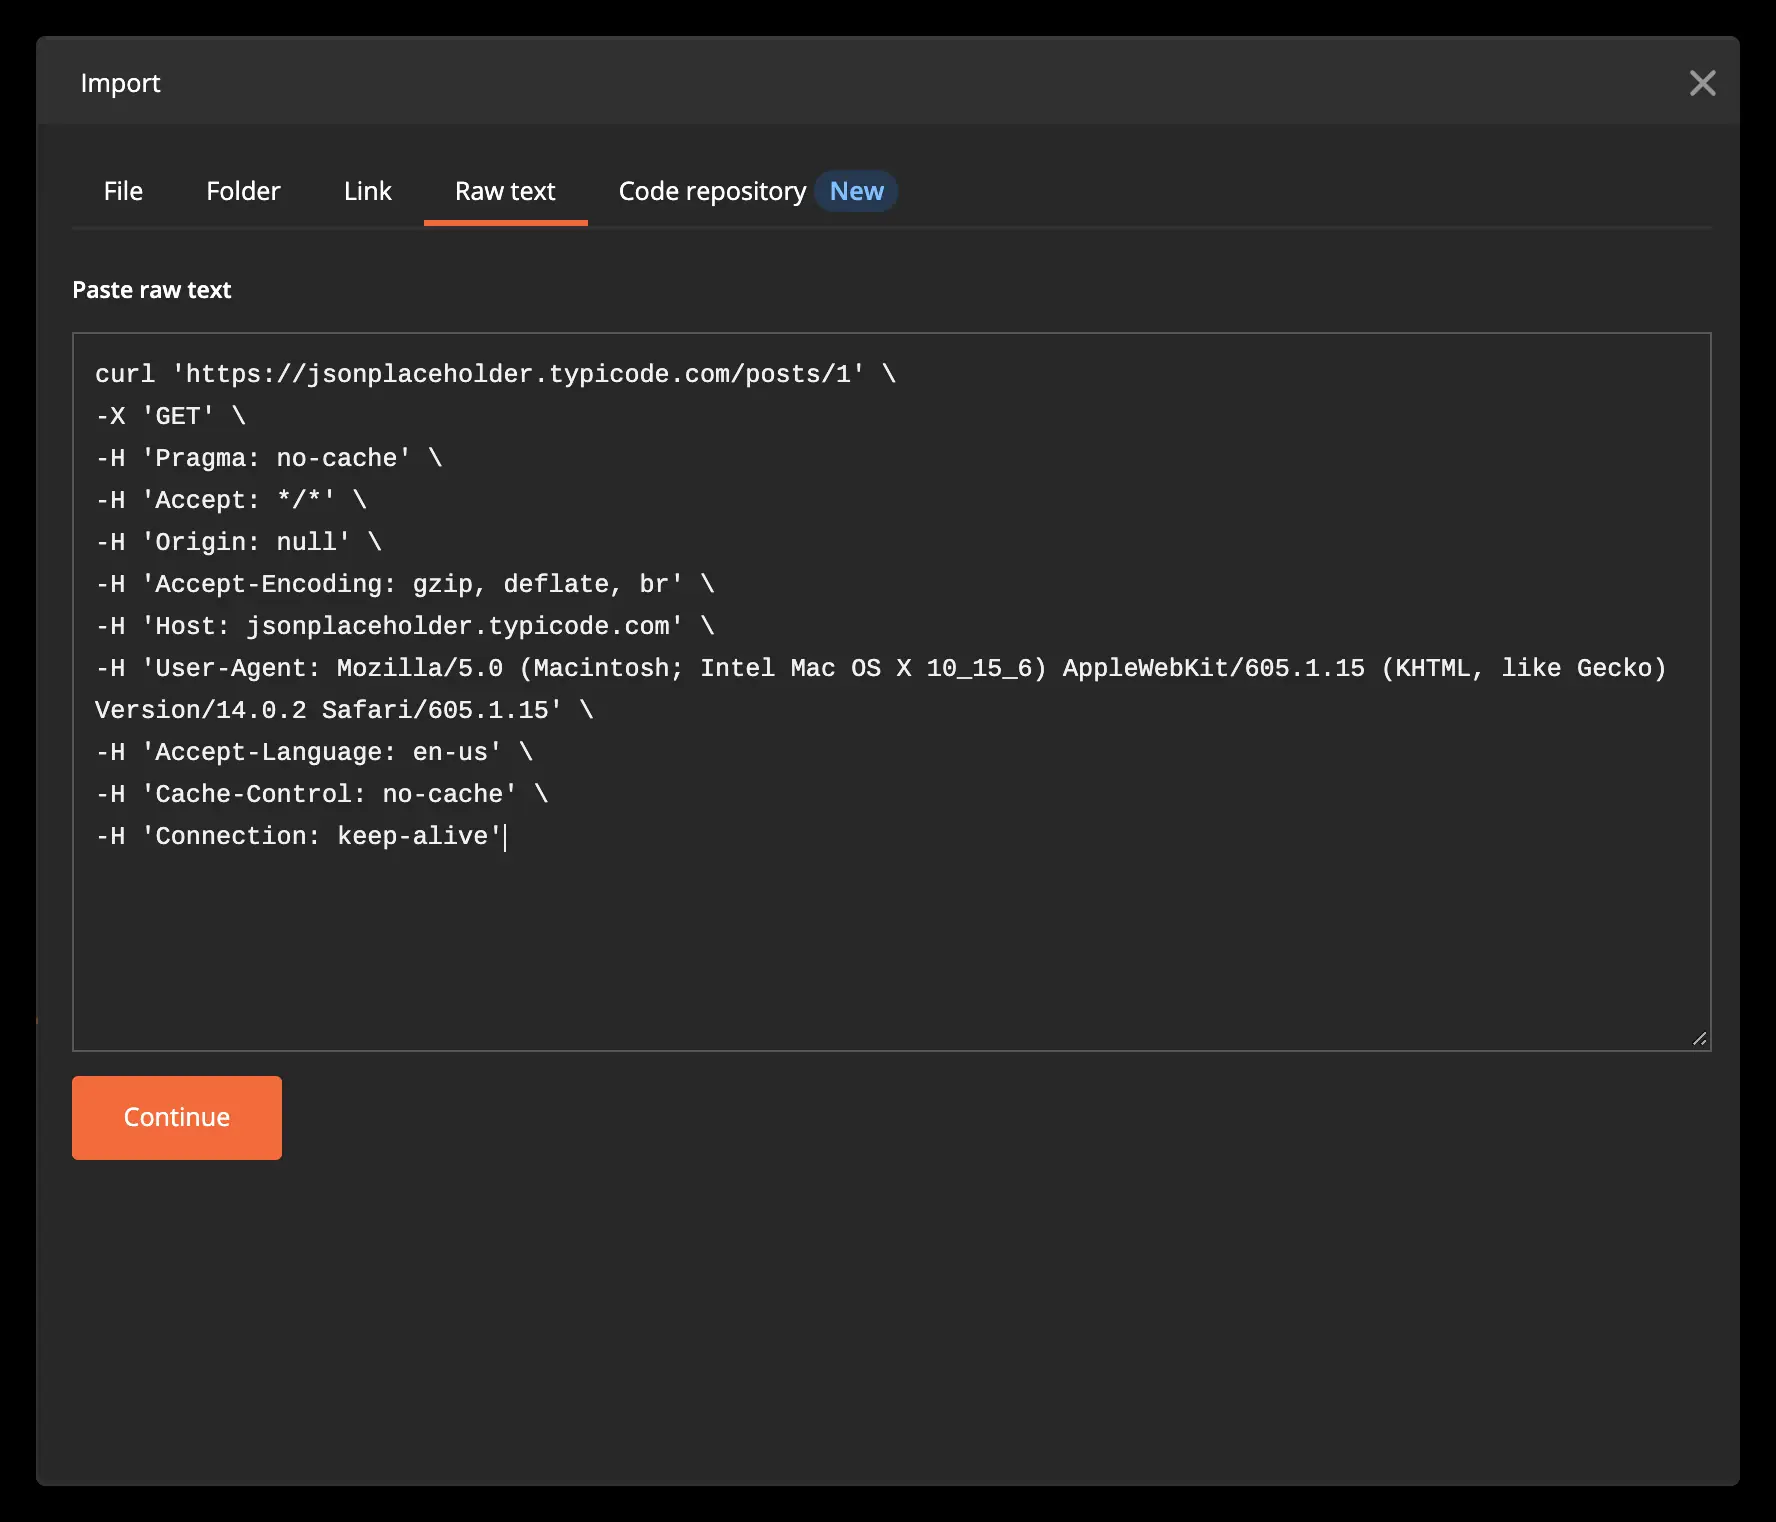 Import
File Folder Link Raw text Code repository New
Paste raw text
curl 'https://jsonplaceholder.typicode.com/posts/1' \
-X 'GET' \
-H 'Pragma: no-cache' \
-H 'Accept: */*' \
-H 'Origin: null' \
-H 'Accept-Encoding: gzip, deflate, br' \
-H 'Host: jsonplaceholder.typicode.com' \
-H 'User-Agent: Mozilla/5.0 (Macintosh; Intel Mac OS X 10_15_6) AppleWebKit/605.1.15 (KHTML, like Gecko)
Version/14.0.2 Safari/605.1.15' \
-H 'Accept-Language: en-us' \
-H 'Cache-Control: no-cache' \
-H 'Connection: keep-alive'
Continue